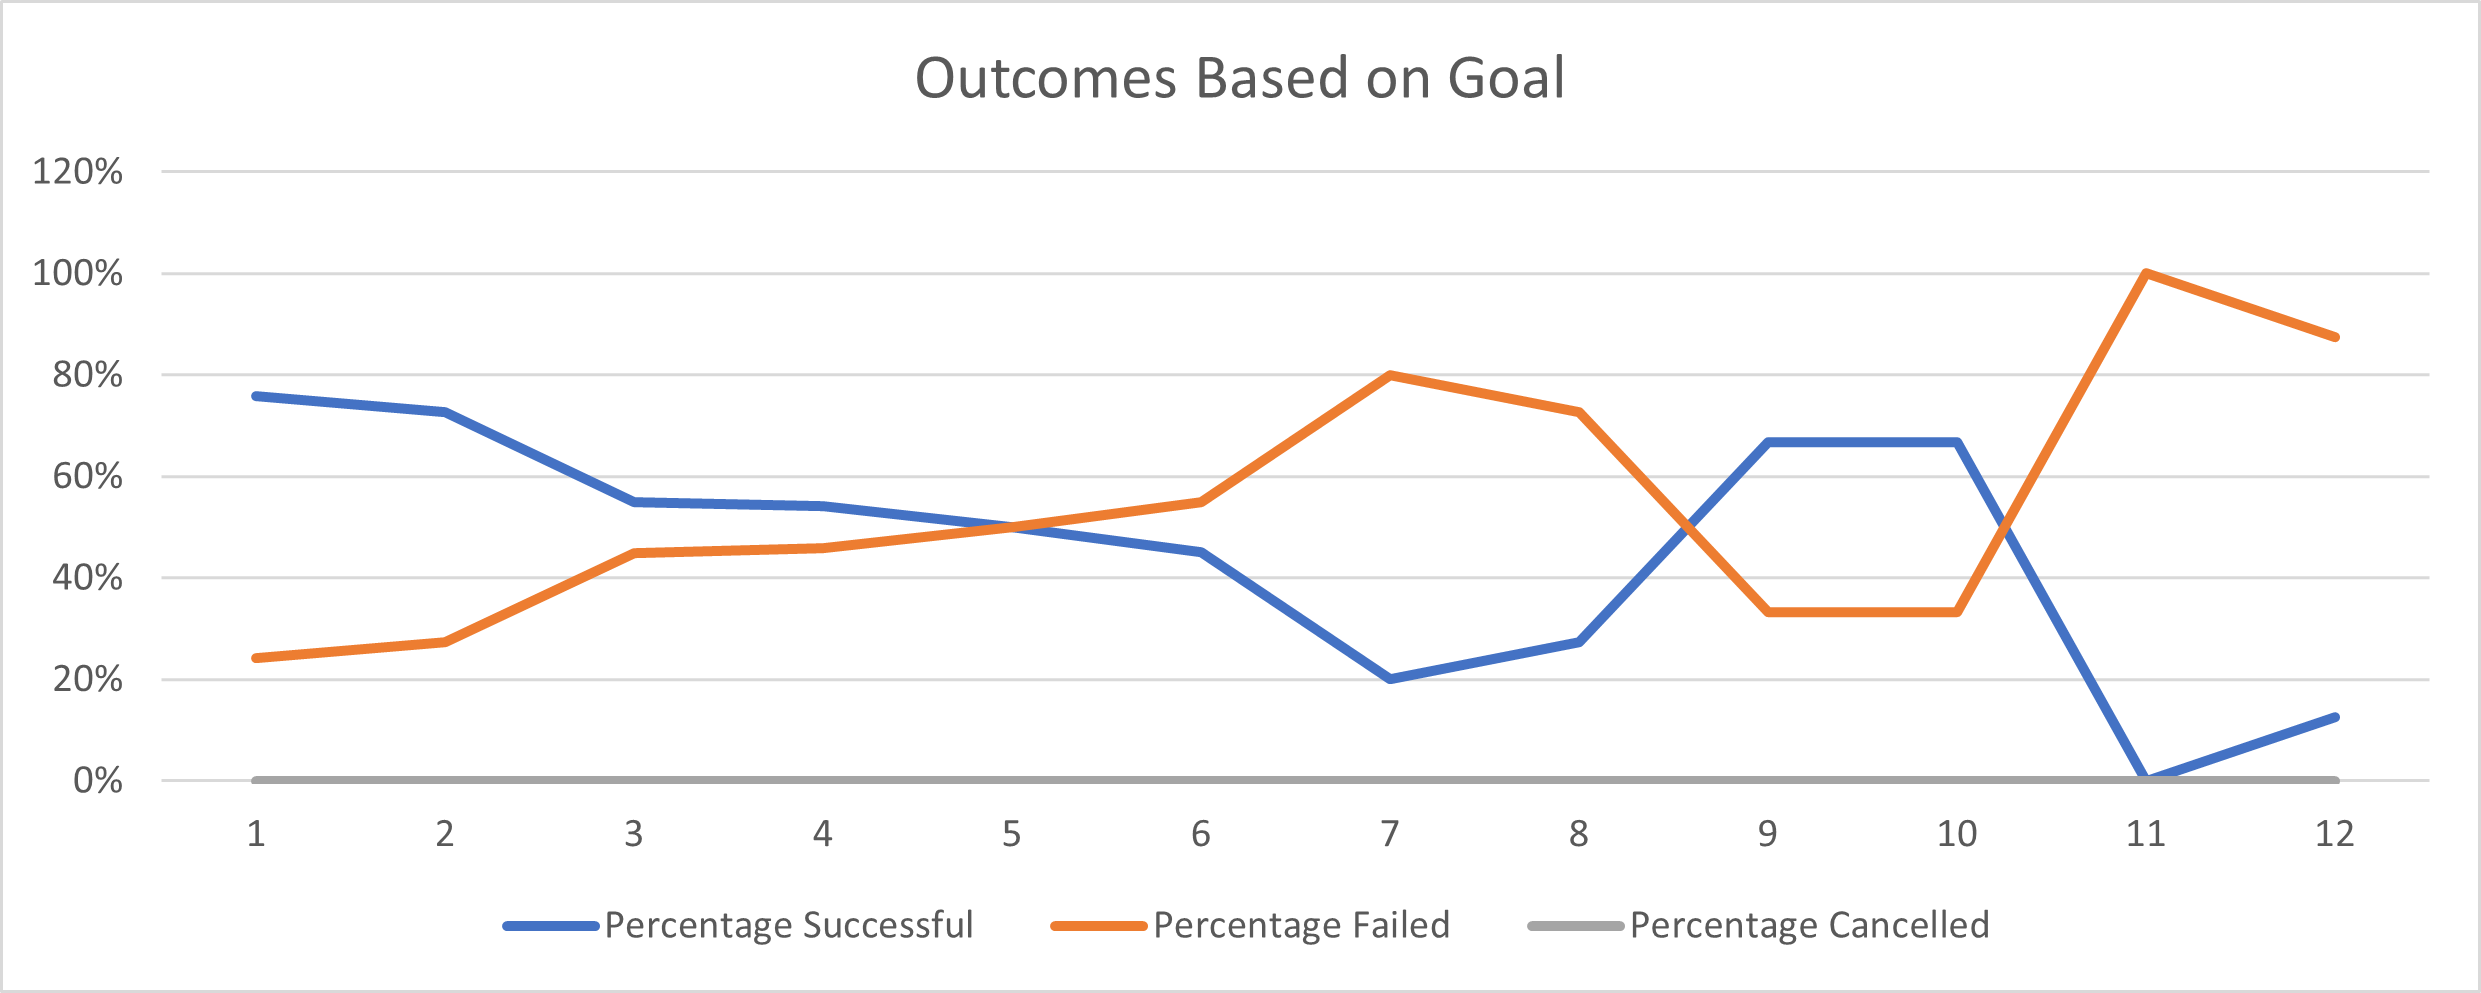 Outcomes Based on Goal
120%
100%
80%
60%
40%
20%
0%
1 2 3 4 5 6 7 8 9 10 11 12
Percentage Successful Percentage Failed Percentage Cancelled